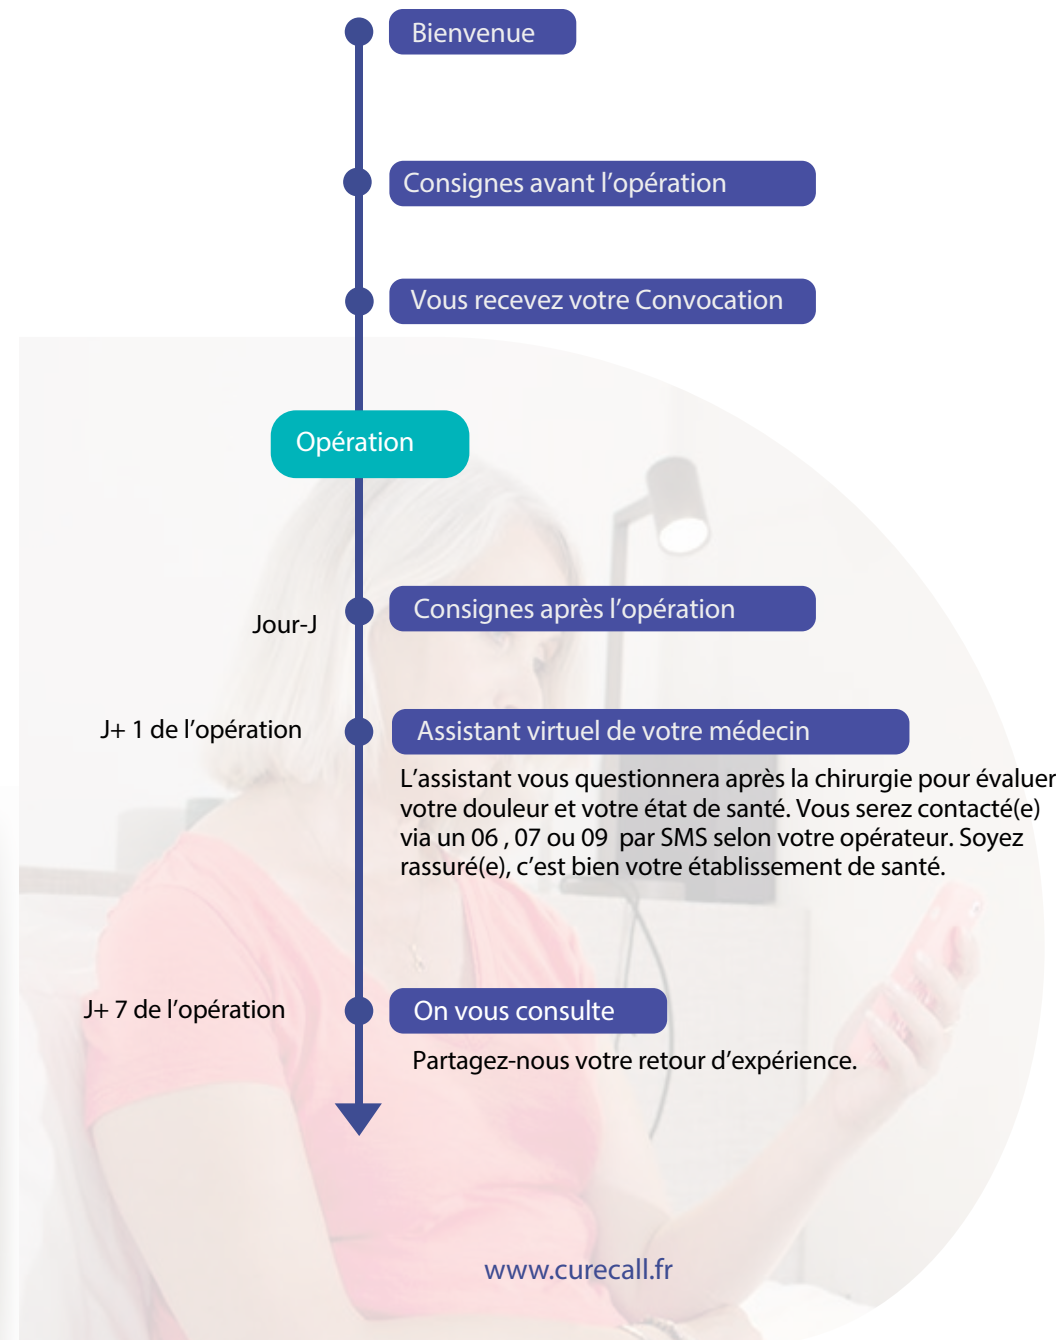 Bienvenue
Consignes avant l’opération
Vous recevez votre Convocation
Opération
Jour-J
Consignes après l’opération
J+ 1 de l’opération
Assistant virtuel de votre médecin
L’assistant vous questionnera après la chirurgie pour évaluer
votre douleur et votre état de santé. Vous serez contacté(e)
via un 06 , 07 ou 09 par SMS selon votre opérateur. Soyez
rassuré(e), c’est bien votre établissement de santé.
J+ 7 de l’opération
On vous consulte
Partagez-nous votre retour d’expérience.
www.curecall.fr